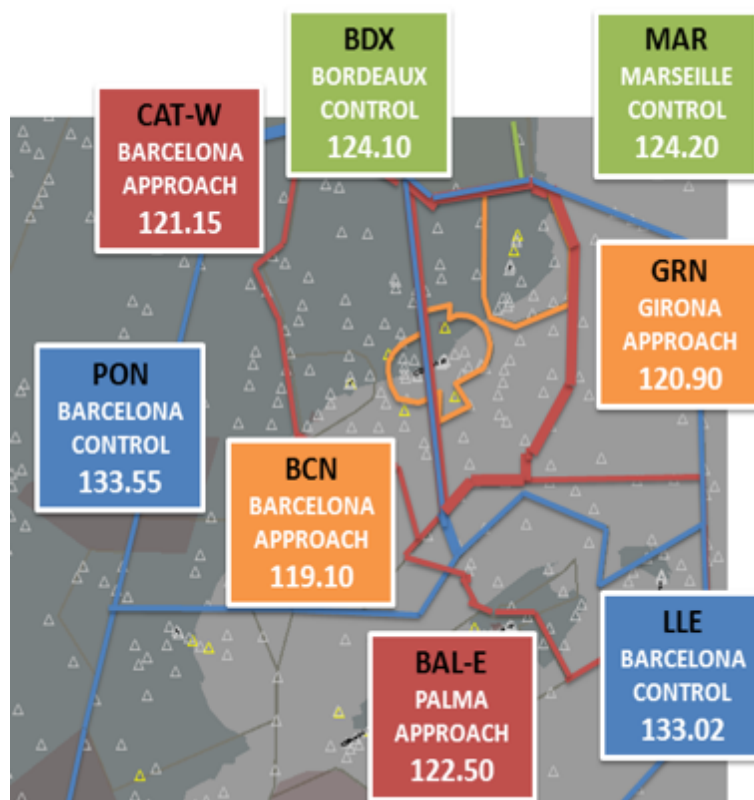 BDX
BORDEAUX
CONTROL
124.10
MAR
MARSEILLE
CONTROL
124.20
CAT-W
BARCELONA
APPROACH
121.15
GRN
GIRONA
APPROACH
120.90
PON
BARCELONA
CONTROL
133.55
BCN
BARCELONA
APPROACH
119.10
LLE
BARCELONA
CONTROL
133.02
BAL-E
PALMA
APPROACH
122.50